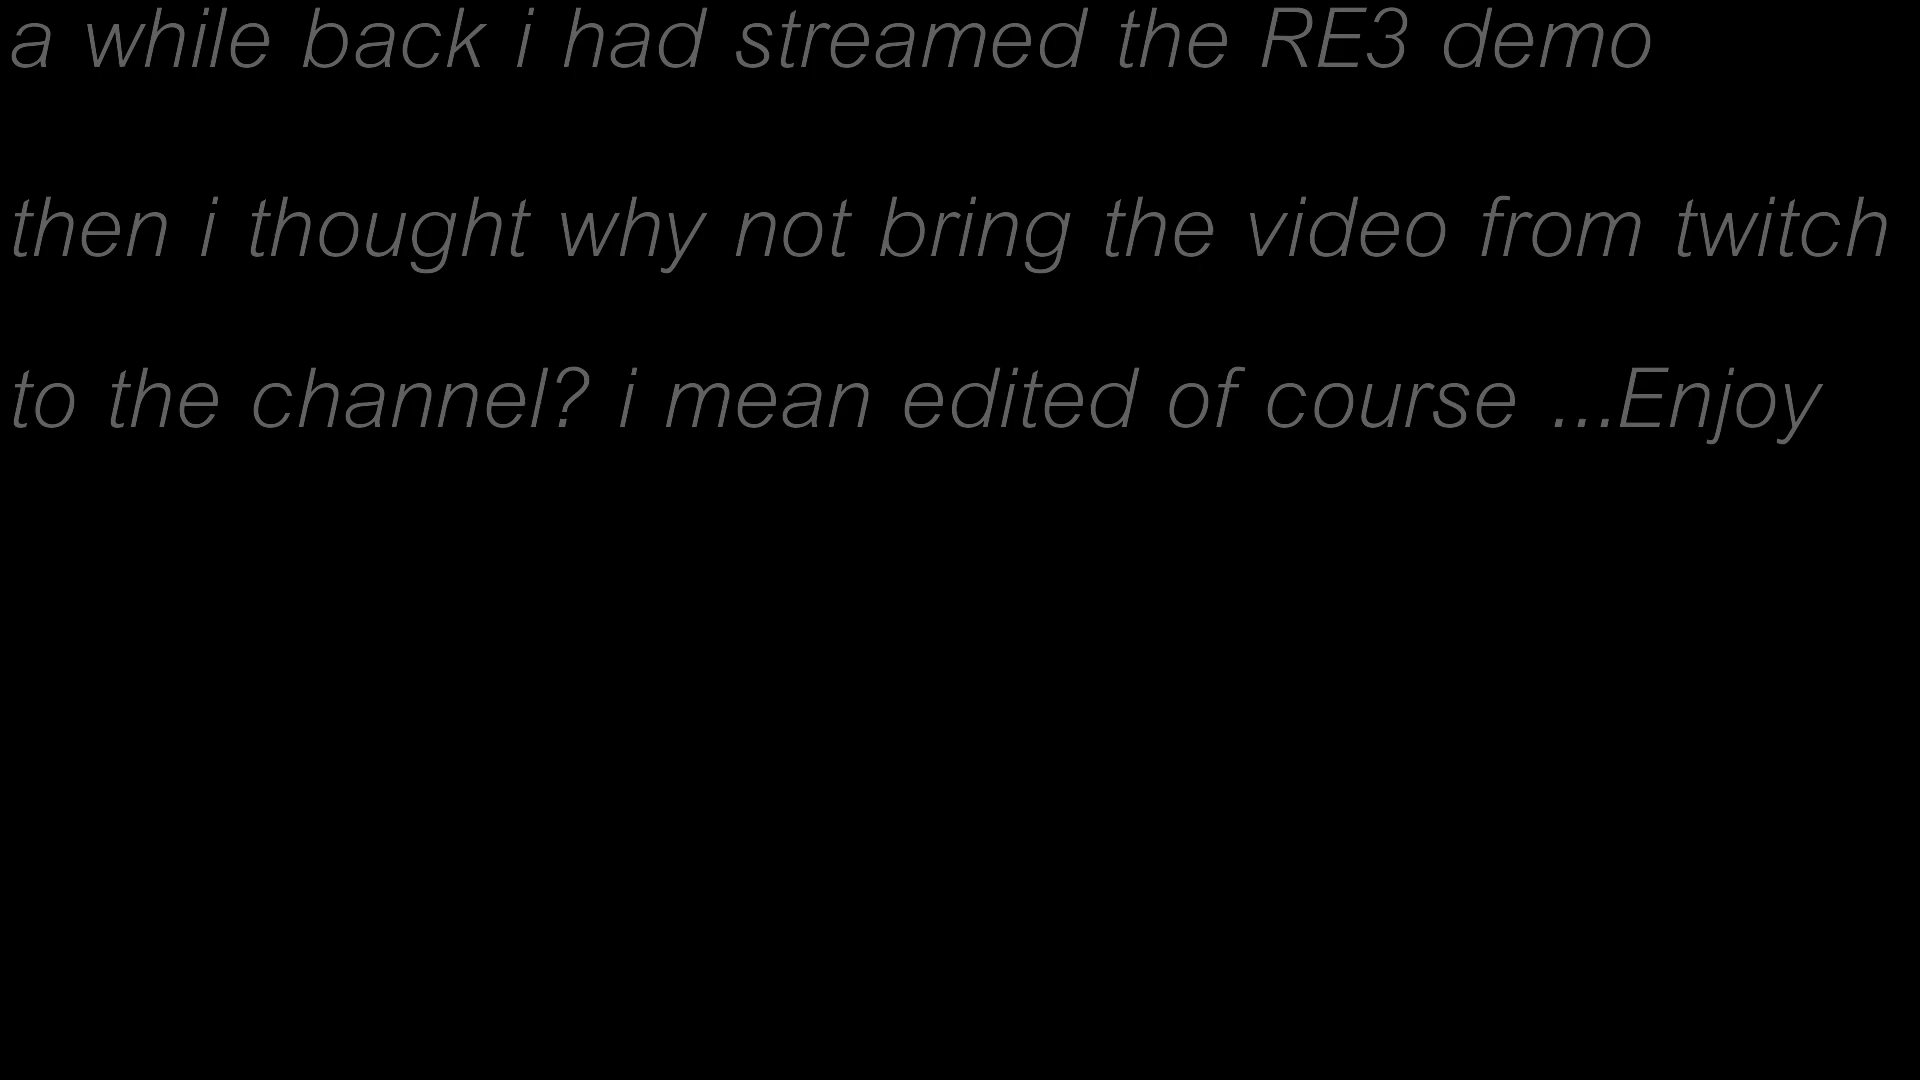 a while back i had streamed the RE3 demo
then i thought why not bring the video from twitch
to the channel? i mean edited of course ...Enjoy